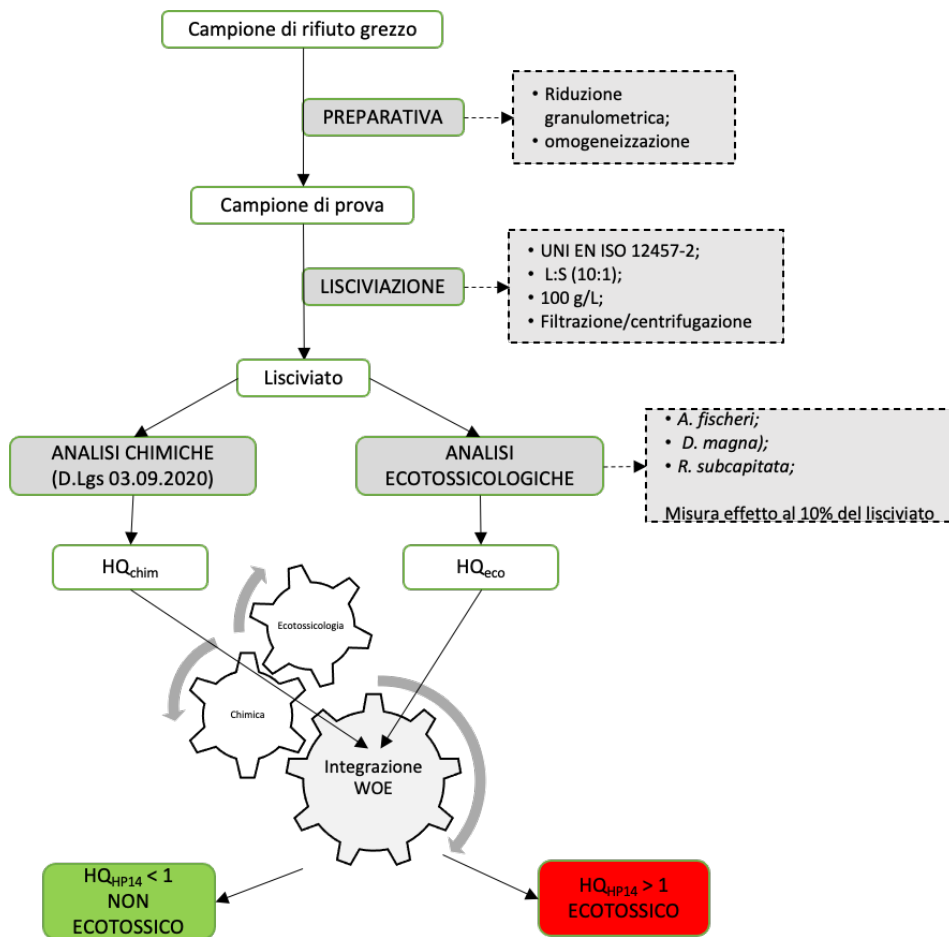 Campione di rifiuto grezzo
PREPARATIVA
• Riduzione
granulometrica;
• omogeneizzazione
Campione di prova
LISCIVIAZIONE
• UNI EN ISO 12457-2;
• L:S (10:1);
• 100 g/L;
• Filtrazione/centrifugazione
Lisciviato
ANALISI CHIMICHE
(D.Lgs 03.09.2020)
ANALISI
ECOTOSSICOLOGICHE
• A. fischeri;
• D. magna);
• R. subcapitata;
Misura effetto al 10% del lisciviato
HQchim
HQeco
Ecotossicologia
Chimica
Integrazione
WOE
HQHP14 < 1
NON
ECOTOSSICO
HQHP14 > 1
ECOTOSSICO